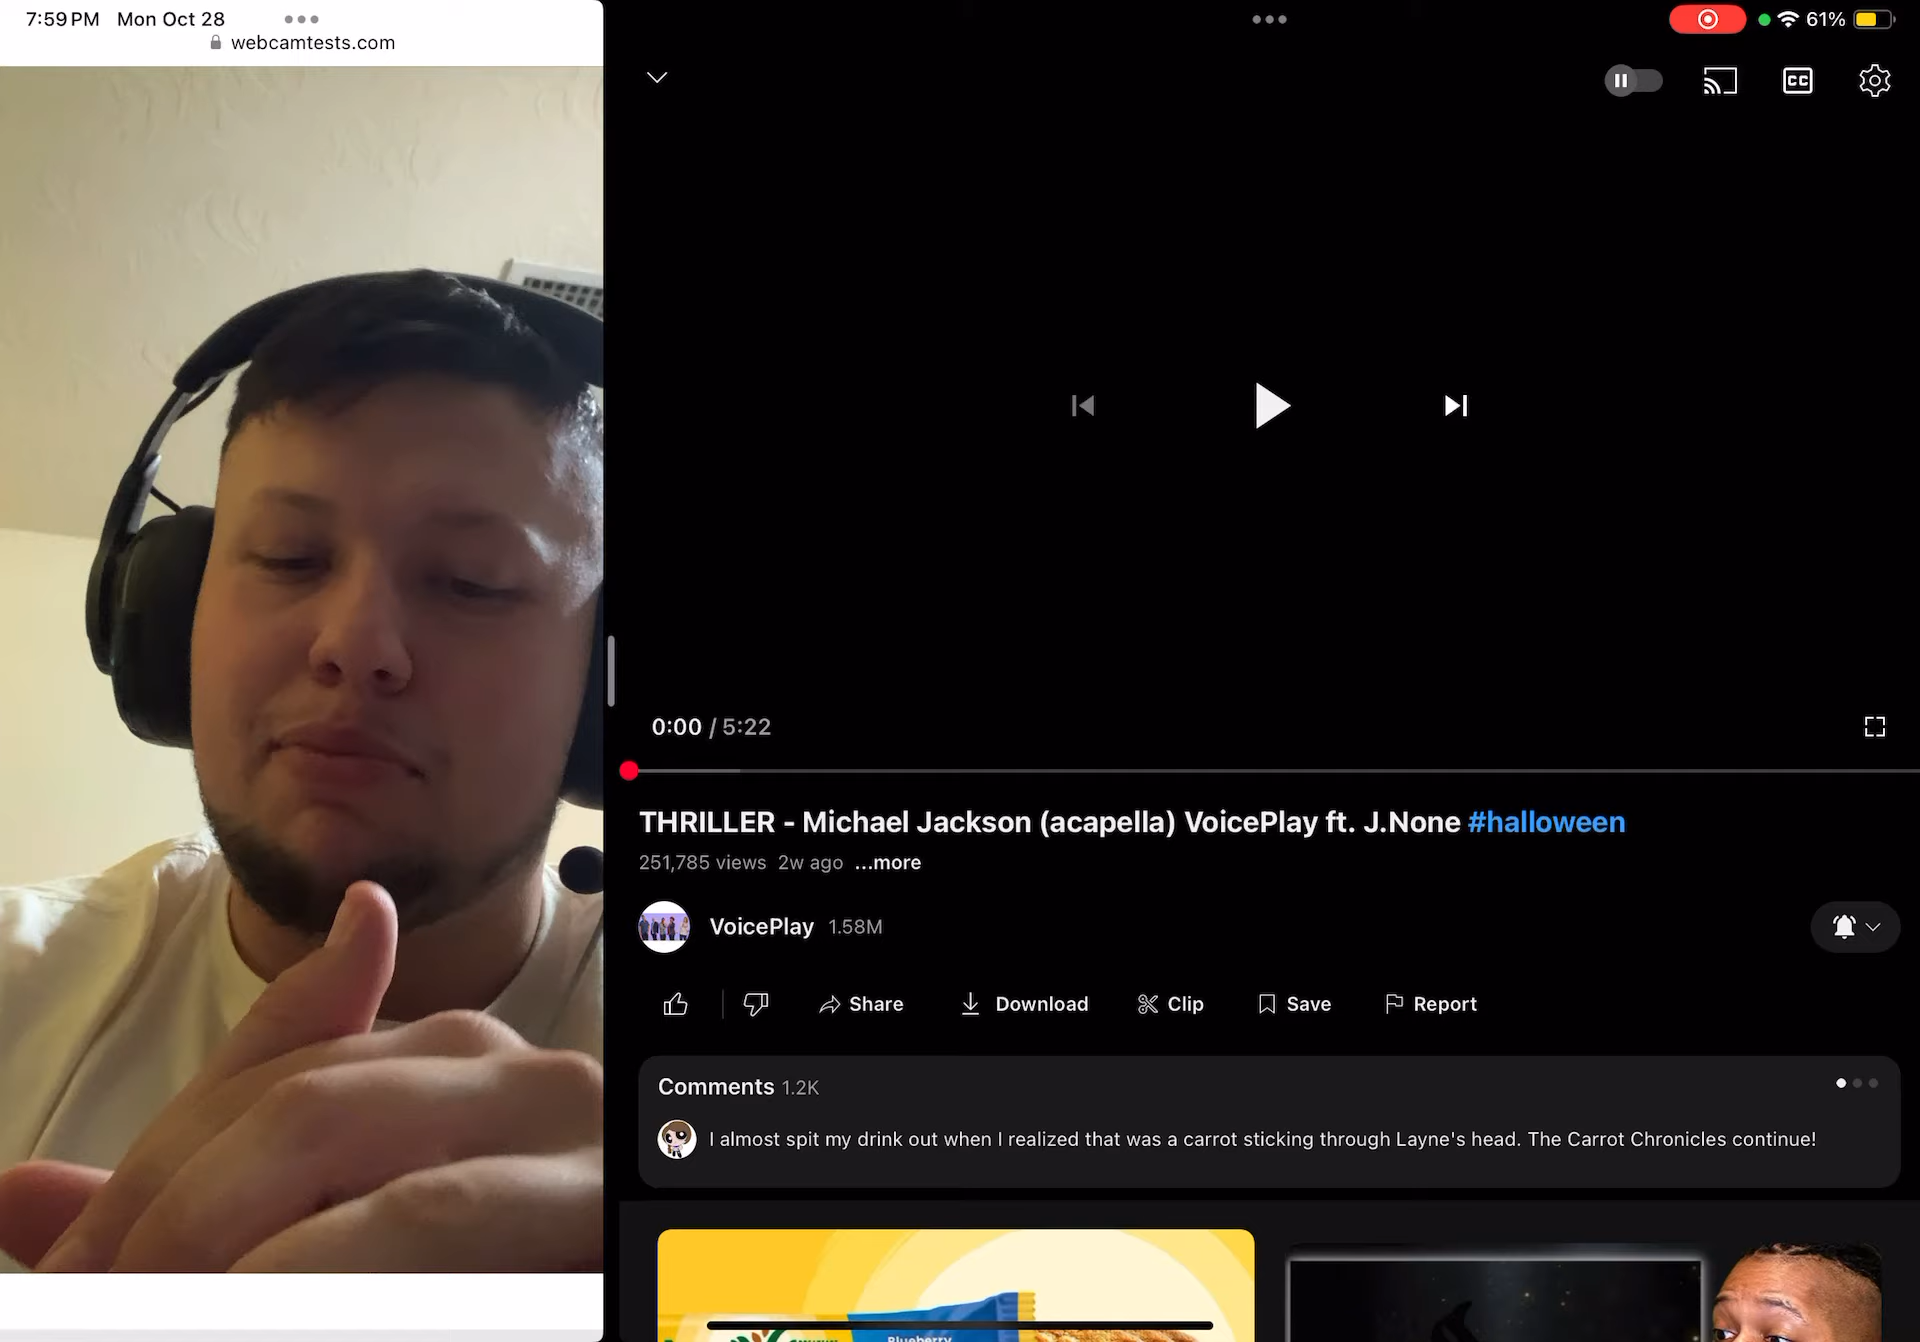 7:59 PM Mon Oct 28
webcamtests.com
61%
CC
0:00 / 5:22
THRILLER - Michael Jackson (acapella) VoicePlay ft. J.None #halloween
251,785 views 2w ago ...more
VoicePlay 1.58M
Share Download Clip Save Report
Comments 1.2K
I almost spit my drink out when I realized that was a carrot sticking through Layne's head. The Carrot Chronicles continue!
Blueberry